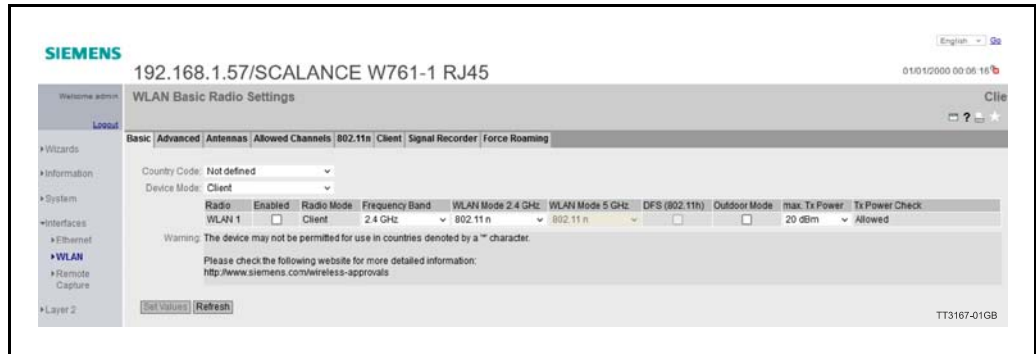 English Go
SIEMENS
192.168.1.57/SCALANCE W761-1 RJ45
01/01/2000 00:06:16
Welcome admin
WLAN Basic Radio Settings
Clie
Logout
?
Basic Advanced Antennas Allowed Channels 802.11n Client Signal Recorder Force Roaming
▸Wizards
▸Information
Country Code: Not defined
Device Mode: Client
▸System
Radio Enabled Radio Mode Frequency Band WLAN Mode 2.4 GHz WLAN Mode 5 GHz DFS (802.11h) Outdoor Mode max. Tx Power Tx Power Check
WLAN 1 Client 2.4 GHz 802.11 n 802.11 n 20 dBm Allowed
▾Interfaces
▸Ethernet
▸WLAN
▸Remote
Capture
Warning: The device may not be permitted for use in countries denoted by a '*' character.
Please check the following website for more detailed information:
http://www.siemens.com/wireless-approvals
▸Layer 2
Set Values Refresh
TT3167-01GB